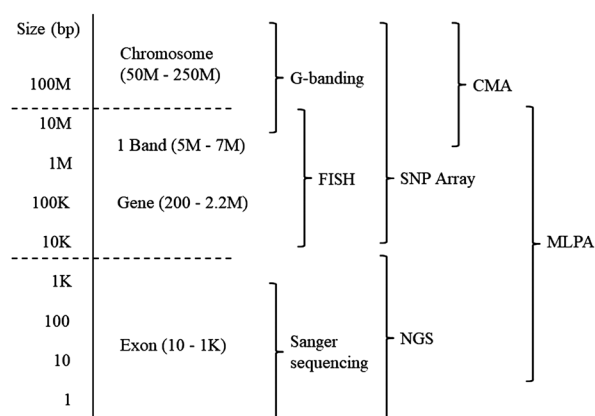 Size (bp)
Chromosome
(50M - 250M)
G-banding
100M
CMA
10M
1 Band (5M - 7M)
1M
FISH
SNP Array
100K
Gene (200 - 2.2M)
10K
MLPA
1K
100
Exon (10 - 1K)
Sanger
sequencing
NGS
10
1